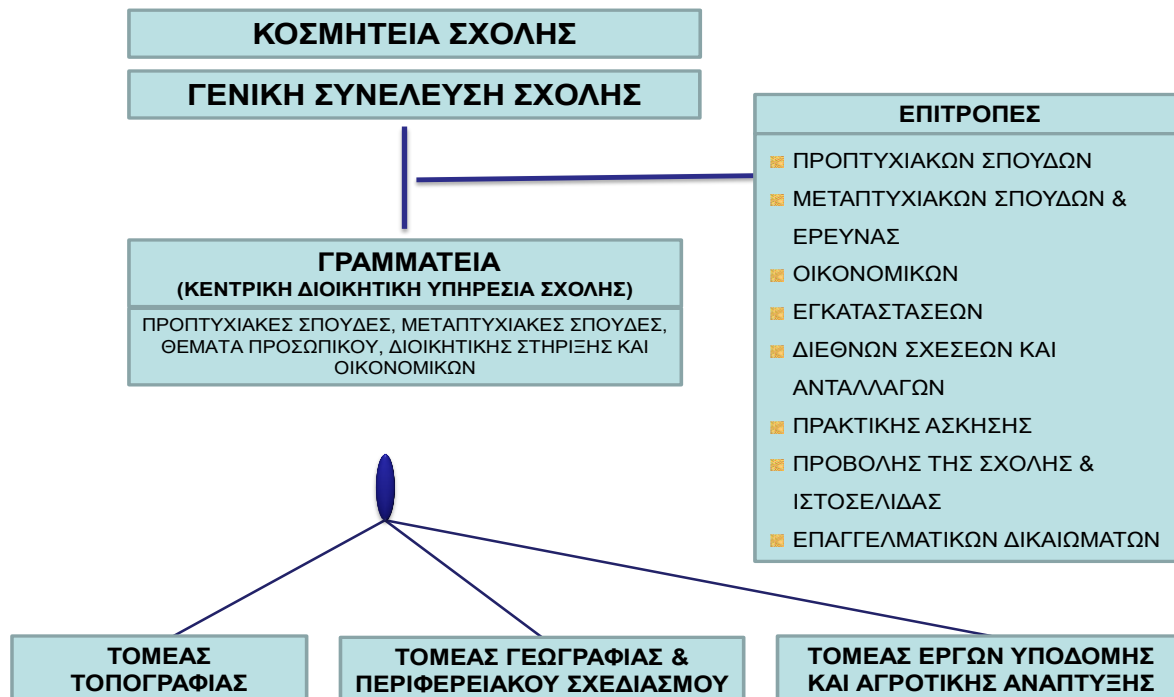 ΚΟΣΜΗΤΕΙΑ ΣΧΟΛΗΣ
ΓΕΝΙΚΗ ΣΥΝΕΛΕΥΣΗ ΣΧΟΛΗΣ
ΕΠΙΤΡΟΠΕΣ
ΠΡΟΠΤΥΧΙΑΚΩΝ ΣΠΟΥΔΩΝ
ΜΕΤΑΠΤΥΧΙΑΚΩΝ ΣΠΟΥΔΩΝ &
ΕΡΕΥΝΑΣ
ΟΙΚΟΝΟΜΙΚΩΝ
ΕΓΚΑΤΑΣΤΑΣΕΩΝ
ΔΙΕΘΝΩΝ ΣΧΕΣΕΩΝ ΚΑΙ
ΑΝΤΑΛΛΑΓΩΝ
ΠΡΑΚΤΙΚΗΣ ΑΣΚΗΣΗΣ
ΠΡΟΒΟΛΗΣ ΤΗΣ ΣΧΟΛΗΣ &
ΙΣΤΟΣΕΛΙΔΑΣ
ΕΠΑΓΓΕΛΜΑΤΙΚΩΝ ΔΙΚΑΙΩΜΑΤΩΝ
ΓΡΑΜΜΑΤΕΙΑ
(ΚΕΝΤΡΙΚΗ ΔΙΟΙΚΗΤΙΚΗ ΥΠΗΡΕΣΙΑ ΣΧΟΛΗΣ)
ΠΡΟΠΤΥΧΙΑΚΕΣ ΣΠΟΥΔΕΣ, ΜΕΤΑΠΤΥΧΙΑΚΕΣ ΣΠΟΥΔΕΣ,
ΘΕΜΑΤΑ ΠΡΟΣΩΠΙΚΟΥ, ΔΙΟΙΚΗΤΙΚΗΣ ΣΤΗΡΙΞΗΣ ΚΑΙ
ΟΙΚΟΝΟΜΙΚΩΝ
ΤΟΜΕΑΣ
ΤΟΠΟΓΡΑΦΙΑΣ
ΤΟΜΕΑΣ ΓΕΩΓΡΑΦΙΑΣ &
ΠΕΡΙΦΕΡΕΙΑΚΟΥ ΣΧΕΔΙΑΣΜΟΥ
ΤΟΜΕΑΣ ΕΡΓΩΝ ΥΠΟΔΟΜΗΣ
ΚΑΙ ΑΓΡΟΤΙΚΗΣ ΑΝΑΠΤΥΞΗΣ